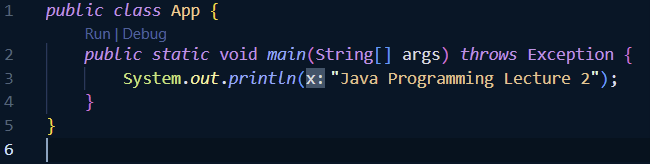 1 public class App {
Run | Debug
2 public static void main(String[] args) throws Exception {
3 System.out.println(x: "Java Programming Lecture 2");
4 }
5 }
6